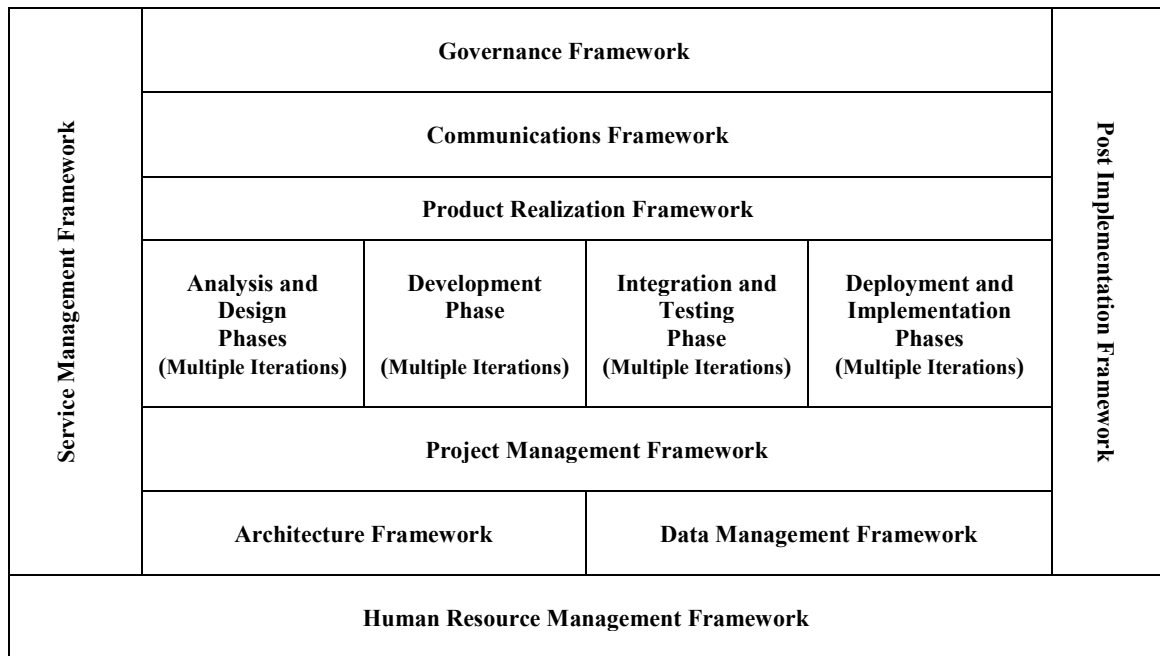 Service Management Framework
Governance Framework
Communications Framework
Product Realization Framework
Analysis and
Design
Phases
(Multiple Iterations)
Development
Phase
(Multiple Iterations)
Integration and
Testing
Phase
(Multiple Iterations)
Deployment and
Implementation
Phases
(Multiple Iterations)
Project Management Framework
Architecture Framework
Data Management Framework
Post Implementation Framework
Human Resource Management Framework